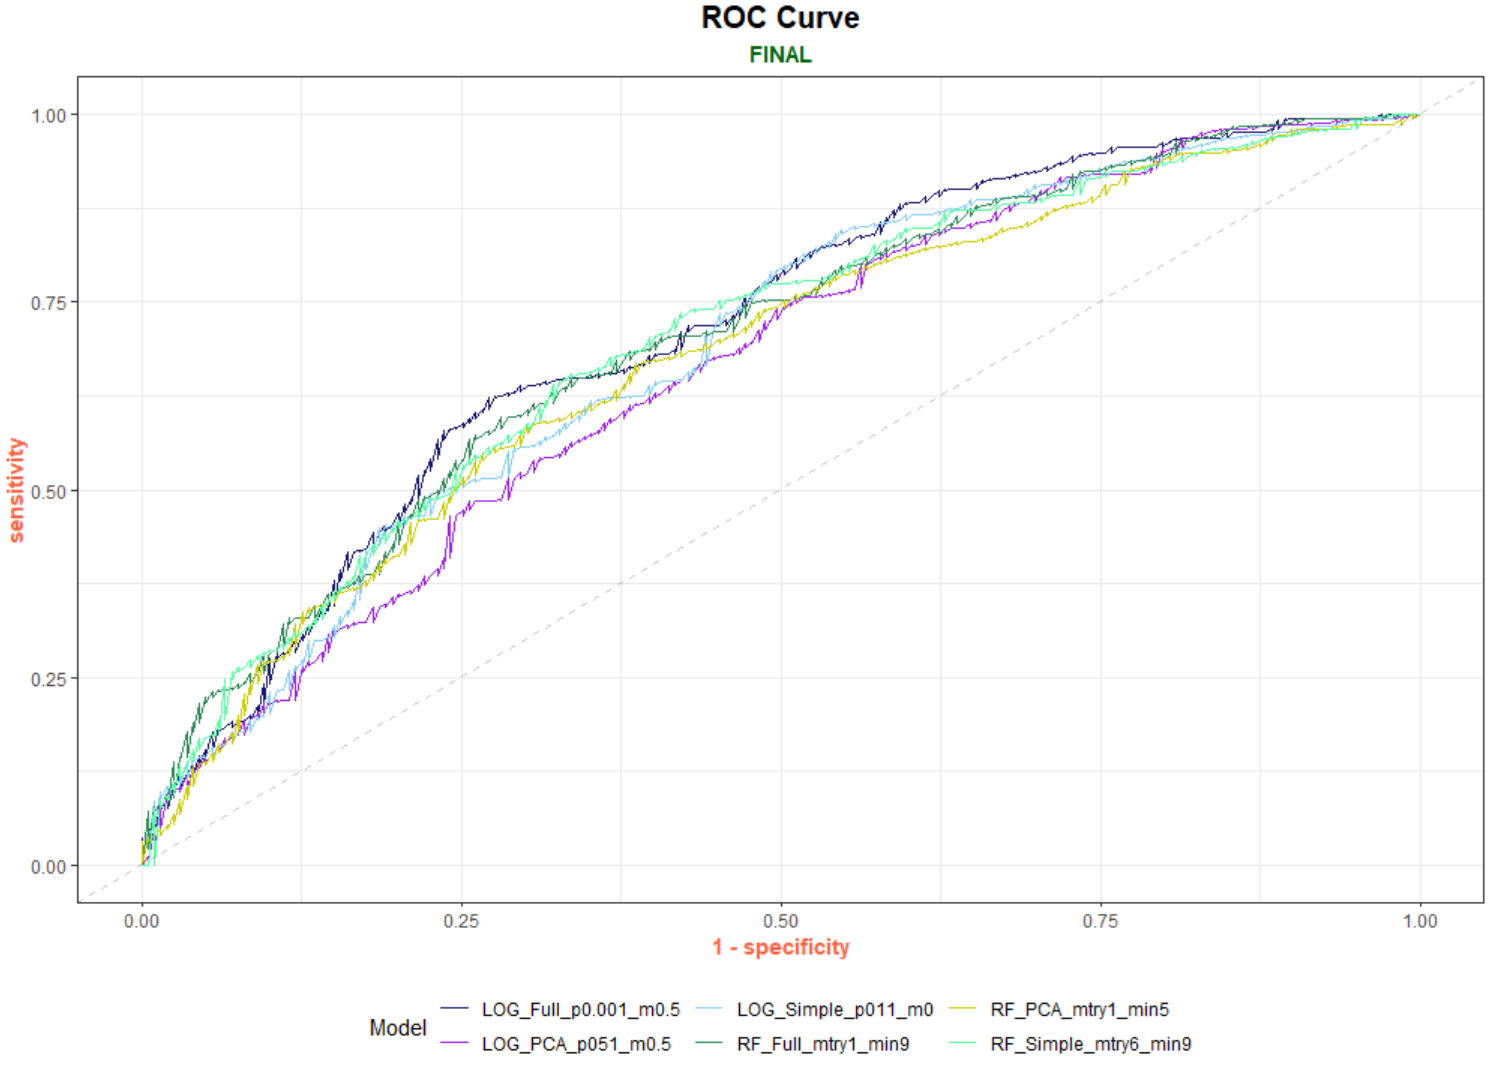 ROC Curve
FINAL
1.00
0.75
0.50
0.25
0.00
sensitivity
0.00 0.25 0.50 0.75 1.00
1 - specificity
Model
LOG_Full_p0.001_m0.5 LOG_Simple_p011_m0 RF_PCA_mtry1_min5
LOG_PCA_p051_m0.5 RF_Full_mtry1_min9 RF_Simple_mtry6_min9